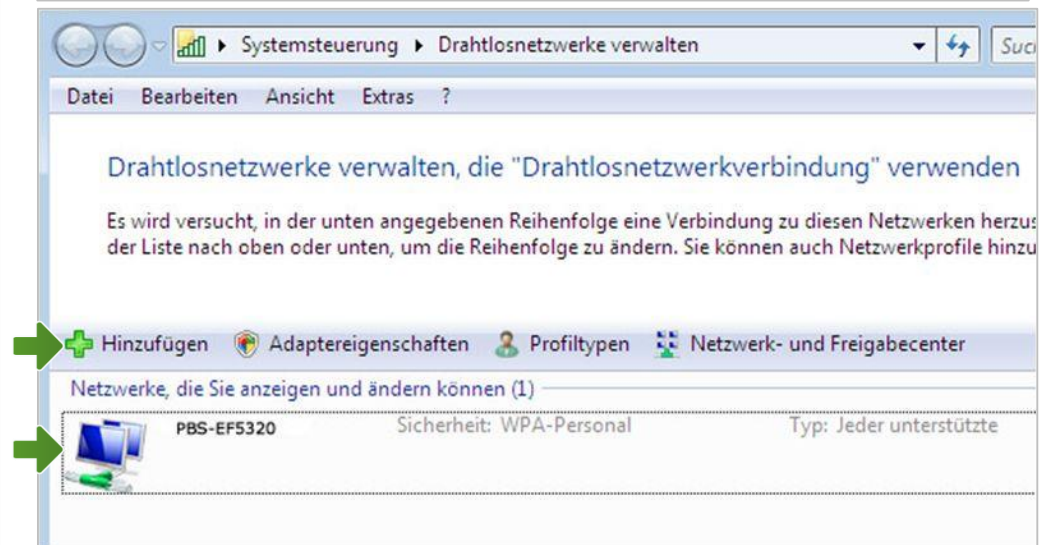 Systemsteuerung Drahtlosnetzwerke verwalten
Datei Bearbeiten Ansicht Extras ?
Drahtlosnetzwerke verwalten, die "Drahtlosnetzwerkverbindung" verwenden
Es wird versucht, in der unten angegebenen Reihenfolge eine Verbindung zu diesen Netzwerken herzus
der Liste nach oben oder unten, um die Reihenfolge zu ändern. Sie können auch Netzwerkprofile hinzu
Hinzufügen Adaptereigenschaften Profiltypen Netzwerk- und Freigabecenter
Netzwerke, die Sie anzeigen und ändern können (1)
PBS-EF5320 Sicherheit: WPA-Personal Typ: Jeder unterstützte